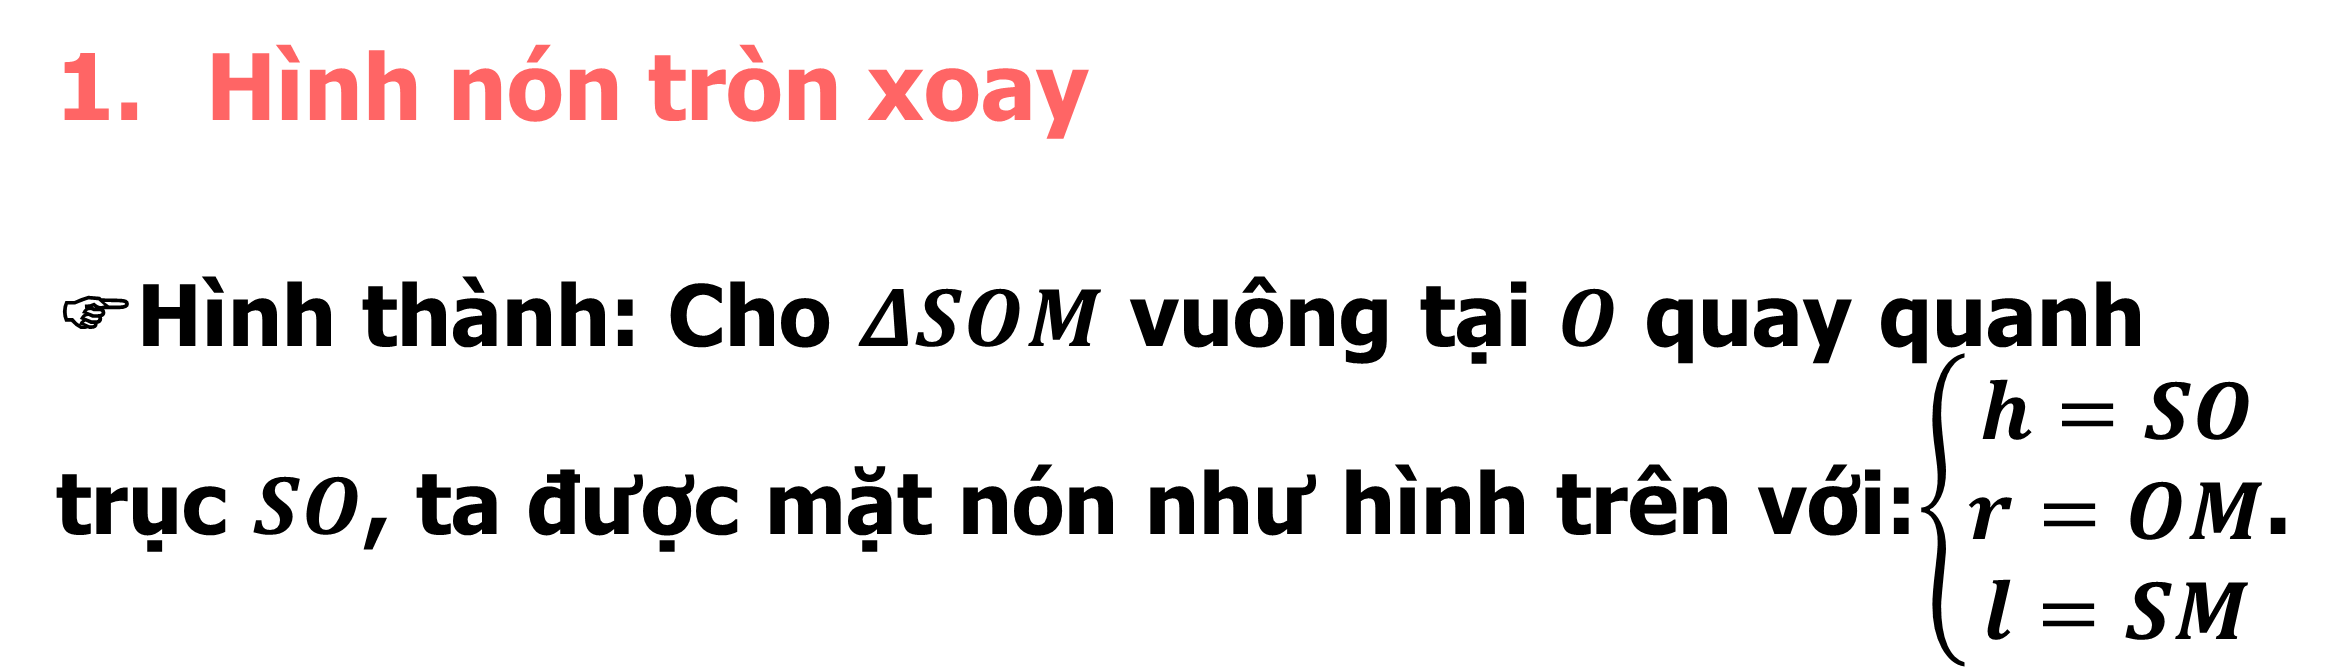 1. Hình nón tròn xoay
☞Hình thành: Cho ΔSOM vuông tại O quay quanh
trục SO, ta được mặt nón như hình trên với: { h = SO
r = OM.
l = SM